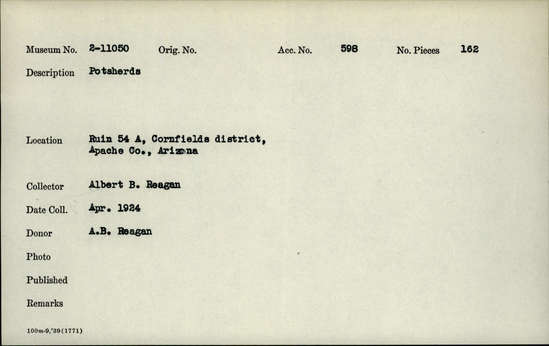 Museum No. 2-11050 Orig. No. Acc. No. 598 No. Pieces 162
Description Potsherds
Location Ruin 54 A, Cornfields district,
Apache Co., Arizona
Collector Albert B. Reagan
Date Coll. Apr. 1924
Donor A.B. Reagan
Photo
Published
Remarks
100m-9,'39(1771)